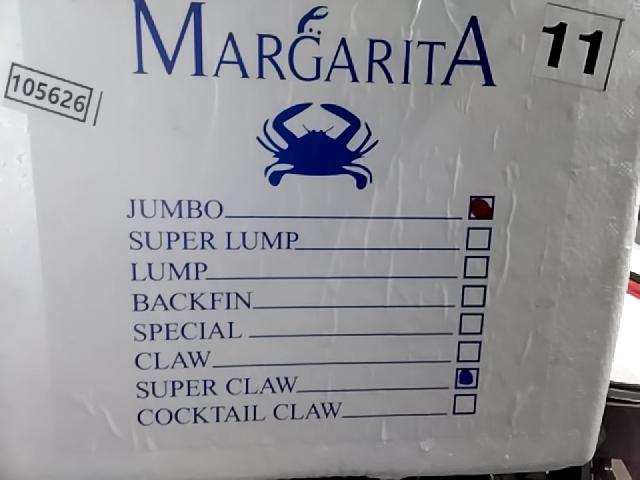 MARGARITA
11
105626
JUMBO
SUPER LUMP
LUMP
BACKFIN
SPECIAL
CLAW
SUPER CLAW
COCKTAIL CLAW